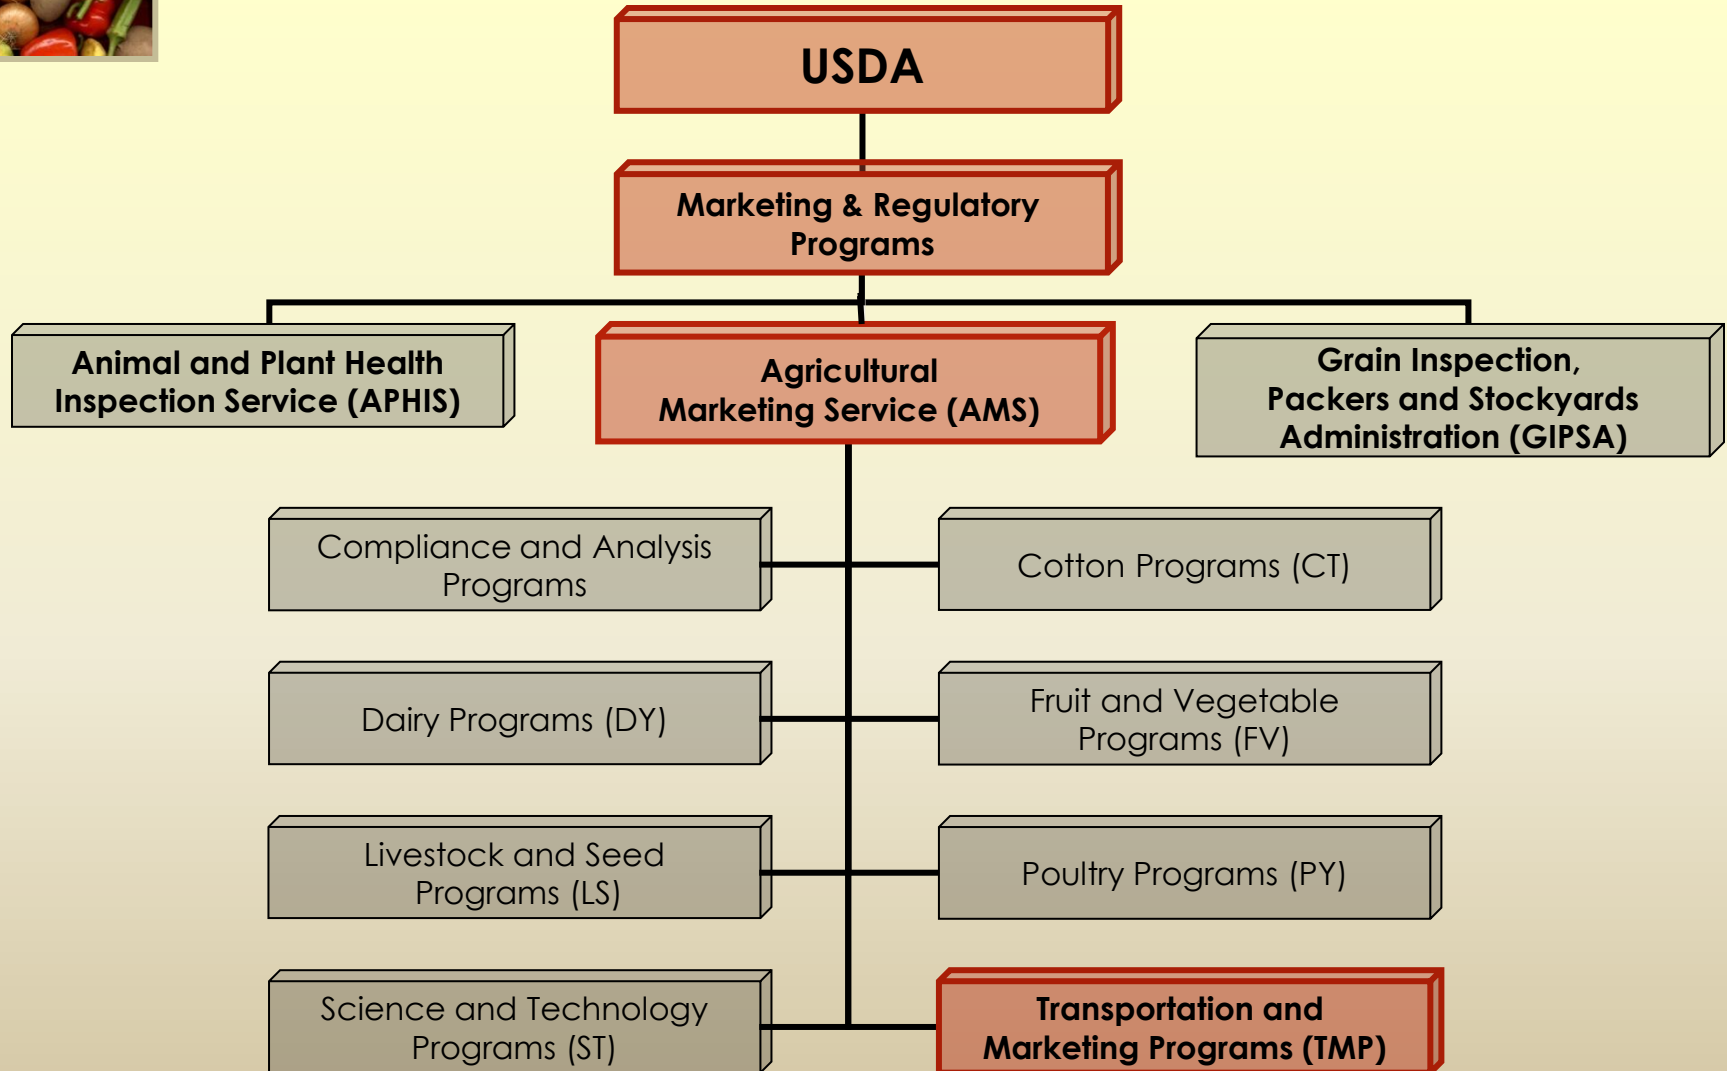 USDA
Marketing & Regulatory
Programs
Animal and Plant Health
Inspection Service (APHIS)
Agricultural
Marketing Service (AMS)
Grain Inspection,
Packers and Stockyards
Administration (GIPSA)
Compliance and Analysis
Programs
Cotton Programs (CT)
Dairy Programs (DY)
Fruit and Vegetable
Programs (FV)
Livestock and Seed
Programs (LS)
Poultry Programs (PY)
Science and Technology
Programs (ST)
Transportation and
Marketing Programs (TMP)